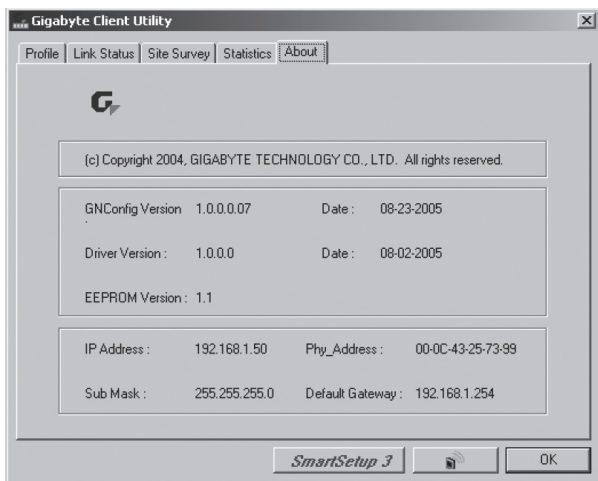 Gigabyte Client Utility
Profile Link Status Site Survey Statistics About
G
(c) Copyright 2004, GIGABYTE TECHNOLOGY CO., LTD. All rights reserved.
GNConfig Version : 1.0.0.0.07 Date : 08-23-2005
Driver Version : 1.0.0.0 Date : 08-02-2005
EEPROM Version : 1.1
IP Address : 192.168.1.50 Phy_Address : 00-0C-43-25-73-99
Sub Mask : 255.255.255.0 Default Gateway : 192.168.1.254
SmartSetup 3 OK